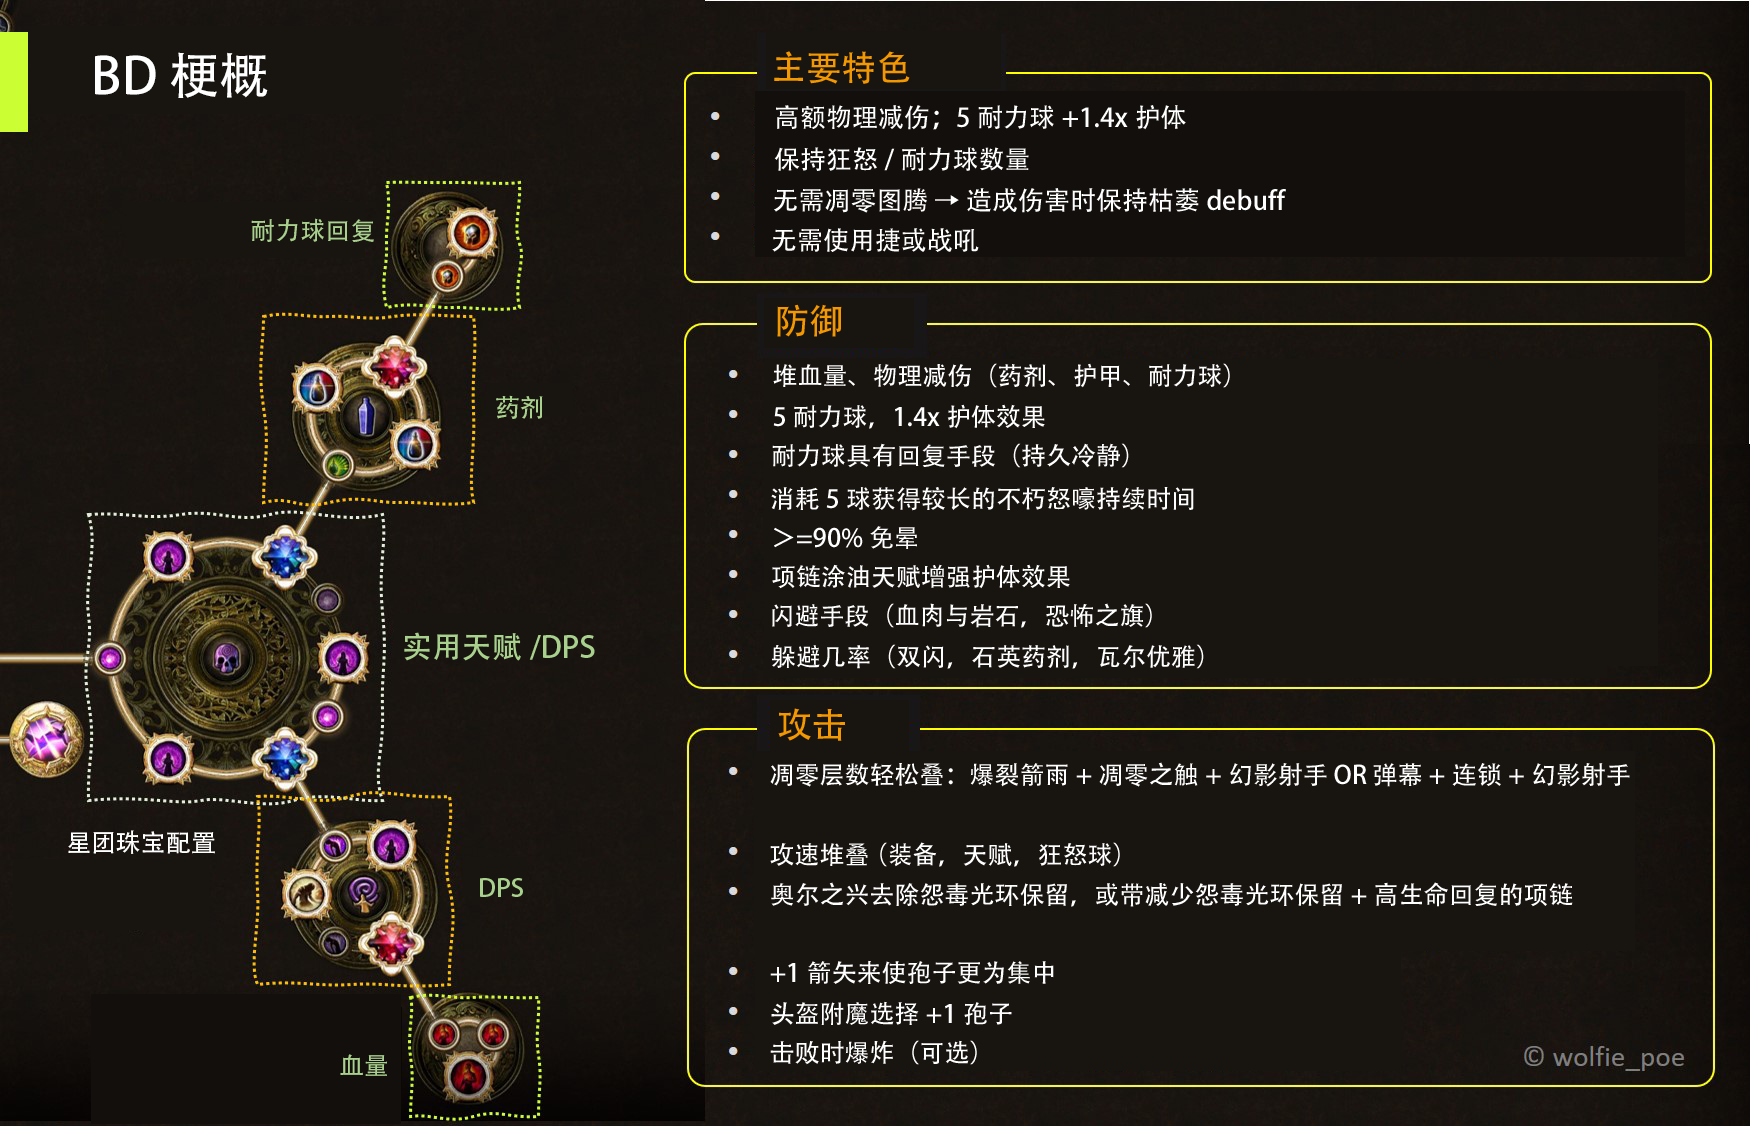 BD 梗概
耐力球回复
药剂
实用天赋 /DPS
星团珠宝配置
DPS
血量
主要特色
• 高额物理减伤；5 耐力球 +1.4x 护体
• 保持狂怒 / 耐力球数量
• 无需凋零图腾 → 造成伤害时保持枯萎 debuff
• 无需使用捷或战吼
防御
• 堆血量、物理减伤（药剂、护甲、耐力球）
• 5 耐力球，1.4x 护体效果
• 耐力球具有回复手段（持久冷静）
• 消耗 5 球获得较长的不朽怒嚎持续时间
• >=90% 免晕
• 项链涂油天赋增强护体效果
• 闪避手段（血肉与岩石，恐怖之旗）
• 躲避几率（双闪，石英药剂，瓦尔优雅）
攻击
• 凋零层数轻松叠：爆裂箭雨 + 凋零之触 + 幻影射手 OR 弹幕 + 连锁 + 幻影射手
• 攻速堆叠（装备，天赋，狂怒球）
• 奥尔之兴去除怨毒光环保留，或带减少怨毒光环保留 + 高生命回复的项链
• +1 箭矢来使孢子更为集中
• 头盔附魔选择 +1 孢子
• 击败时爆炸（可选）
© wolfie_poe